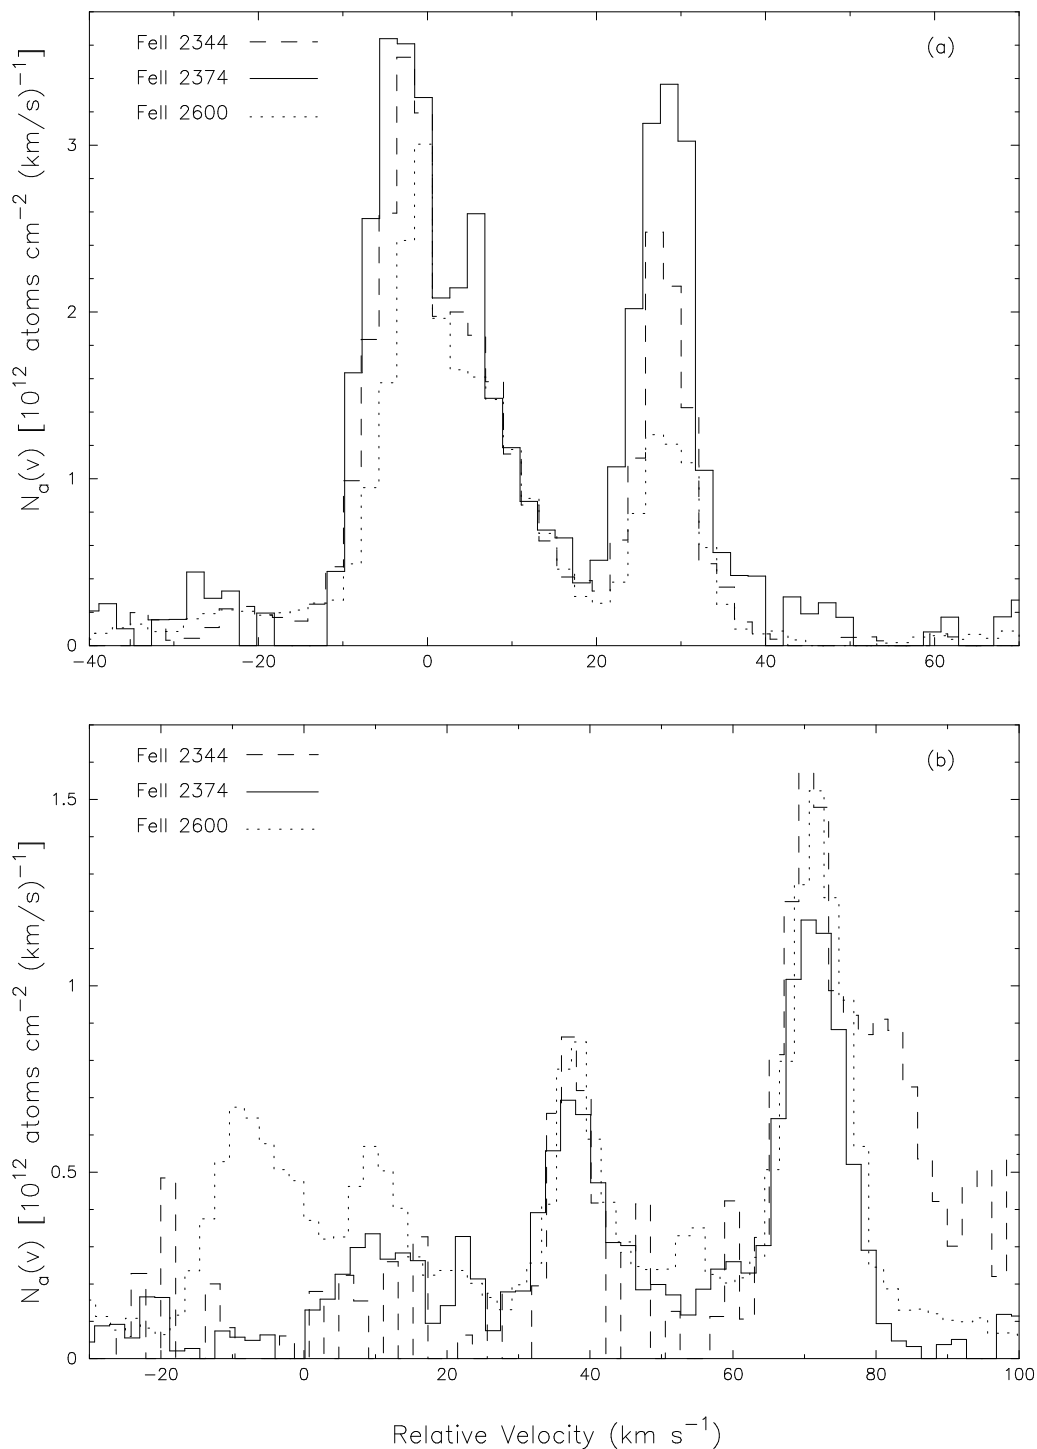 FeII 2344
FeII 2374
FeII 2600
(a)
N_a(v) [10^12 atoms cm^−2 (km/s)^−1]
3
2
1
0
−40 −20 0 20 40 60
FeII 2344
FeII 2374
FeII 2600
(b)
N_a(v) [10^12 atoms cm^−2 (km/s)^−1]
1.5
1
0.5
0
−20 0 20 40 60 80 100
Relative Velocity (km s^−1)